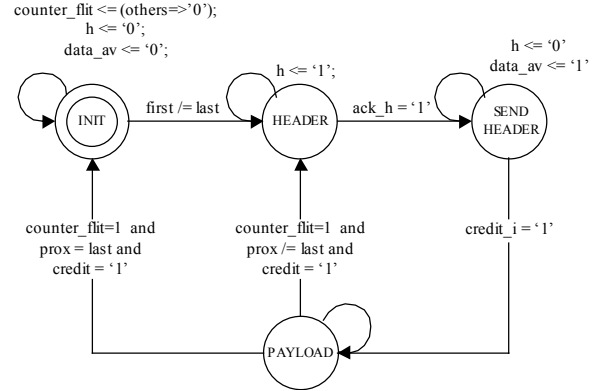 counter_flit <= (others=>'0');
h <= '0';
data_av <= '0';
h <= '1';
h <= '0'
data_av <= '1'
INIT
first /= last
HEADER
ack_h = '1'
SEND
HEADER
counter_flit=1 and
prox = last and
credit = '1'
counter_flit=1 and
prox /= last and
credit = '1'
credit_i = '1'
PAYLOAD